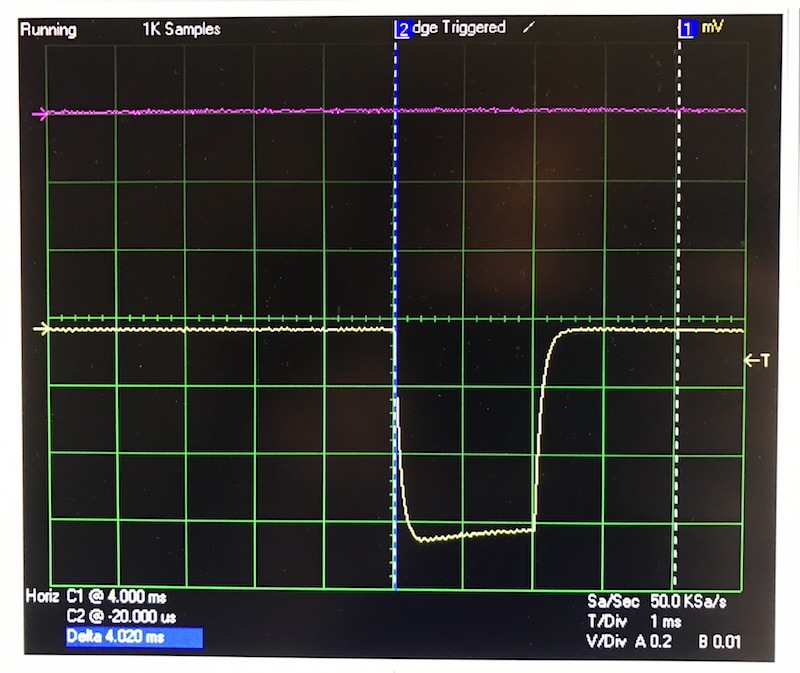 Running 1K Samples 2 dge Triggered 1 mV
T
Horiz C1 @ 4.000 ms
C2 @ -20.000 us
Delta 4.020 ms
Sa/Sec 50.0 KSa/s
T/Div 1 ms
V/Div A 0.2 B 0.01